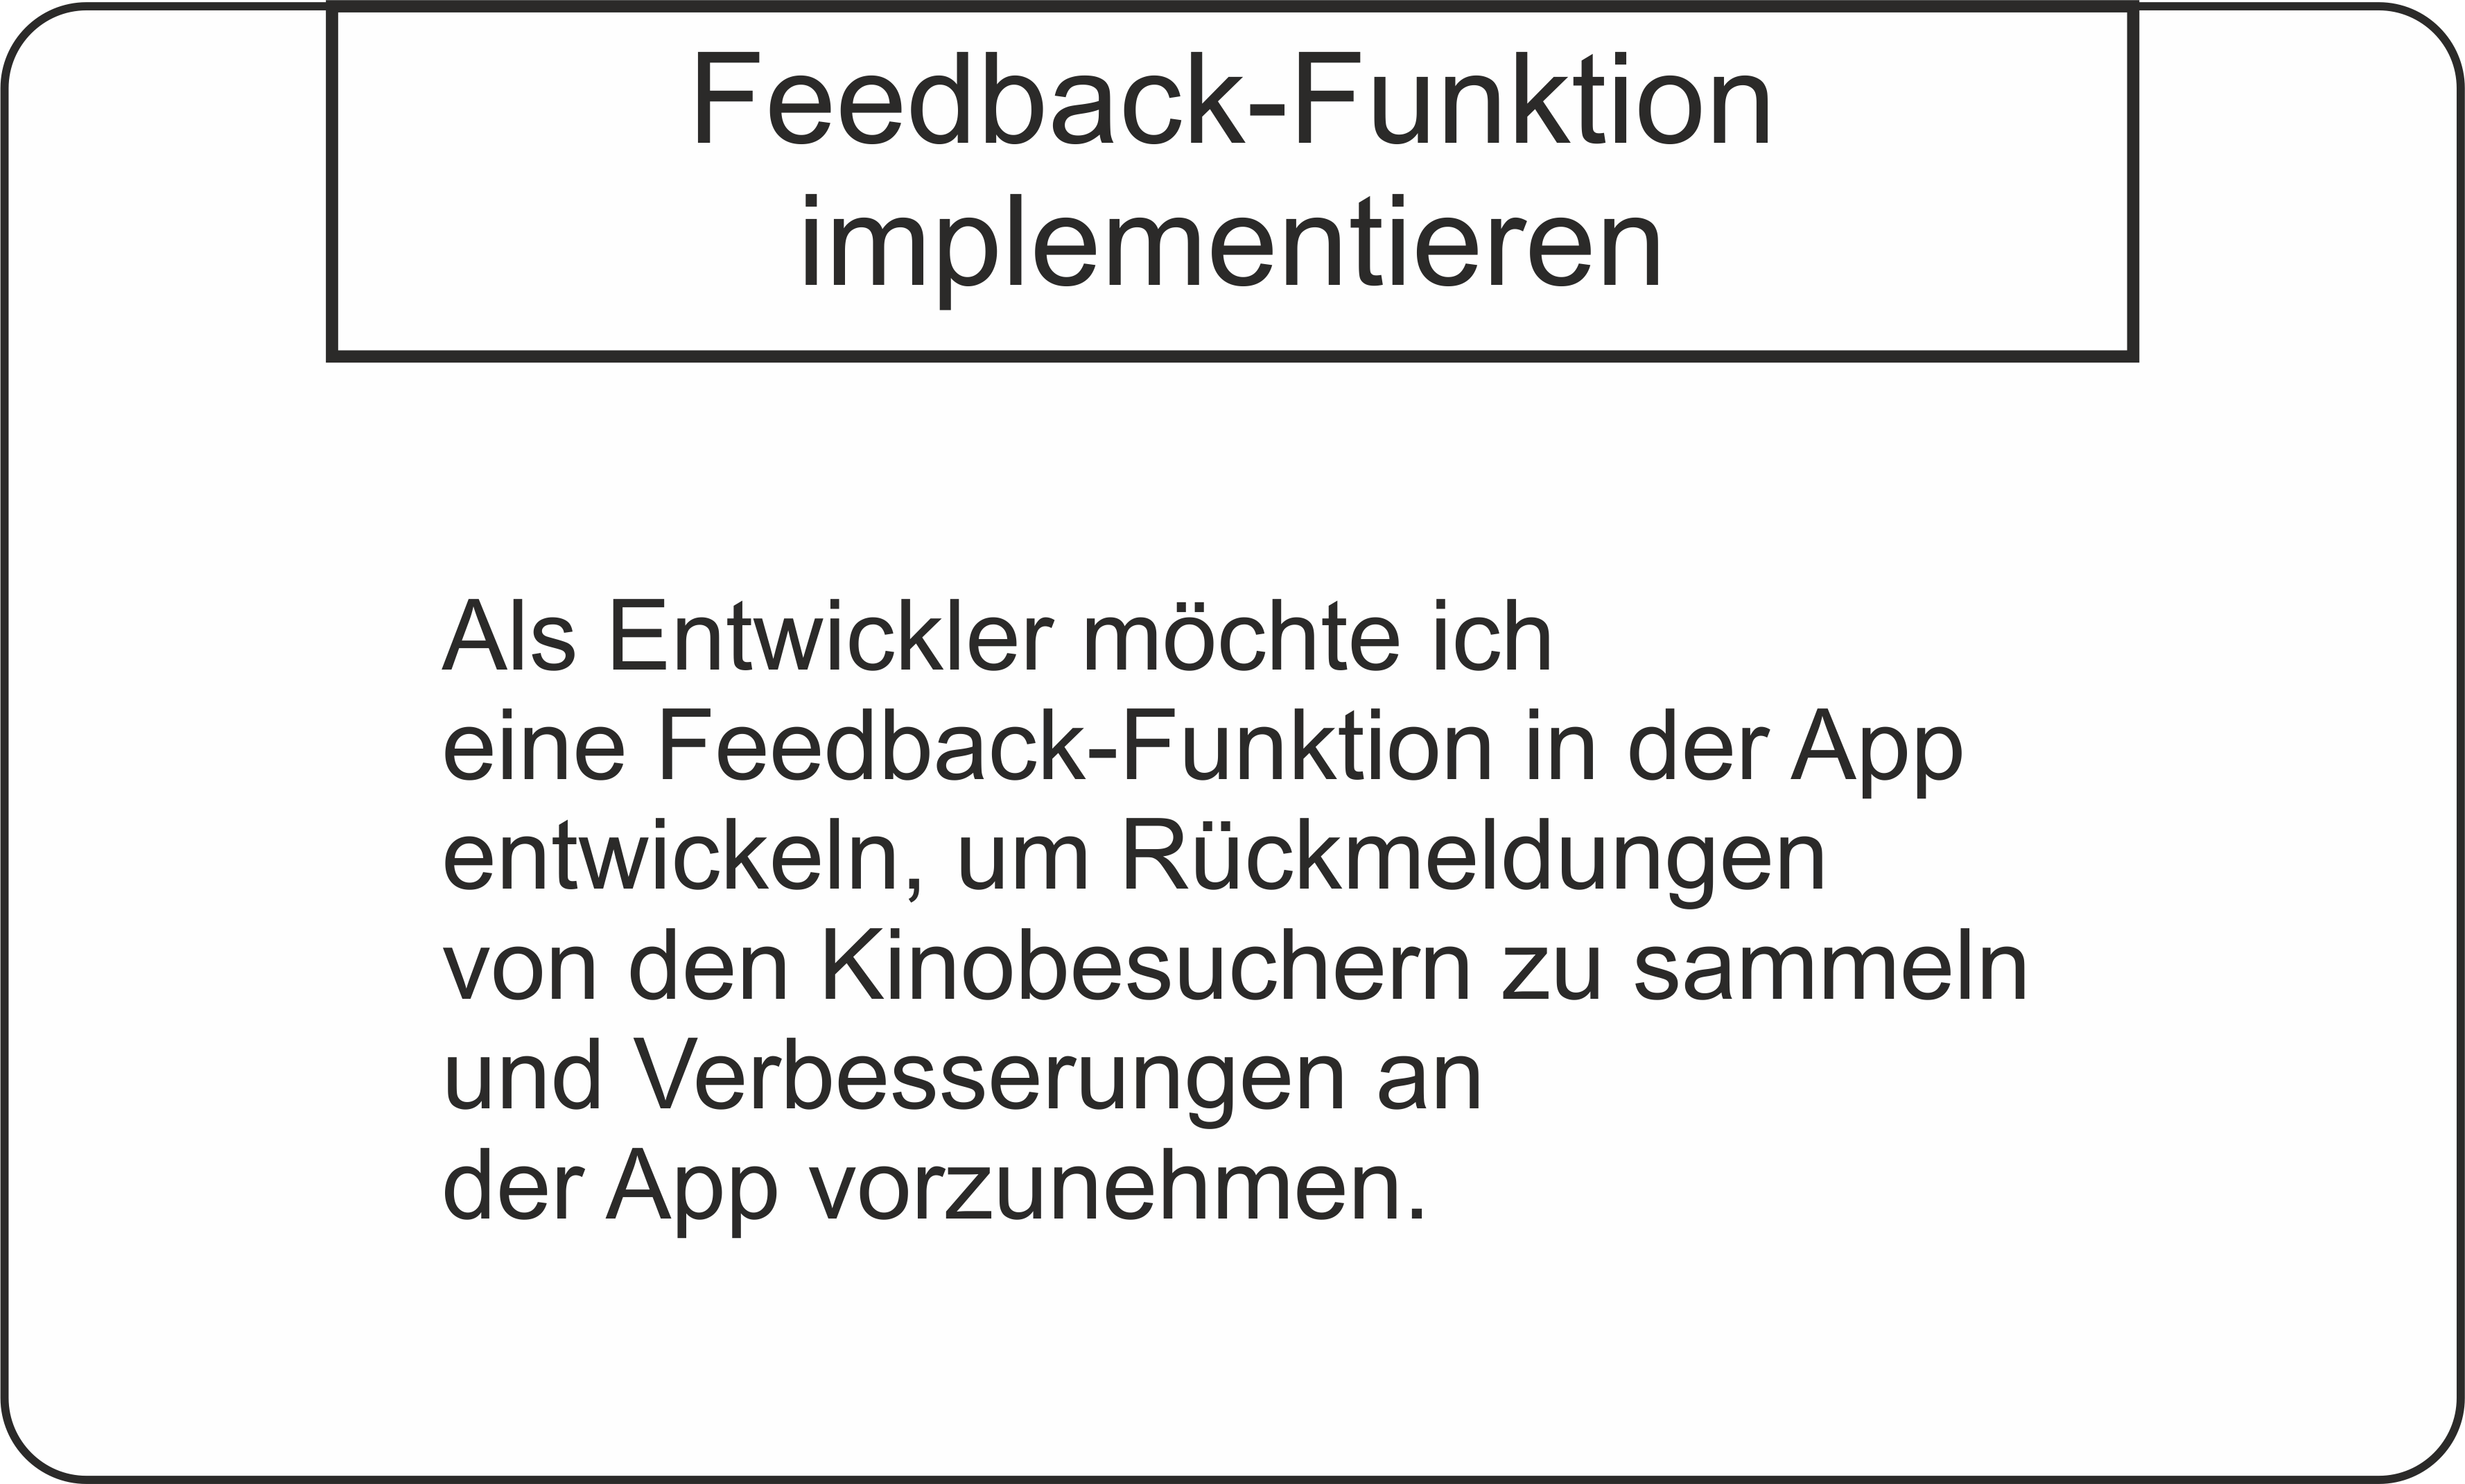 Feedback-Funktion
implementieren
Als Entwickler möchte ich
eine Feedback-Funktion in der App
entwickeln, um Rückmeldungen
von den Kinobesuchern zu sammeln
und Verbesserungen an
der App vorzunehmen.